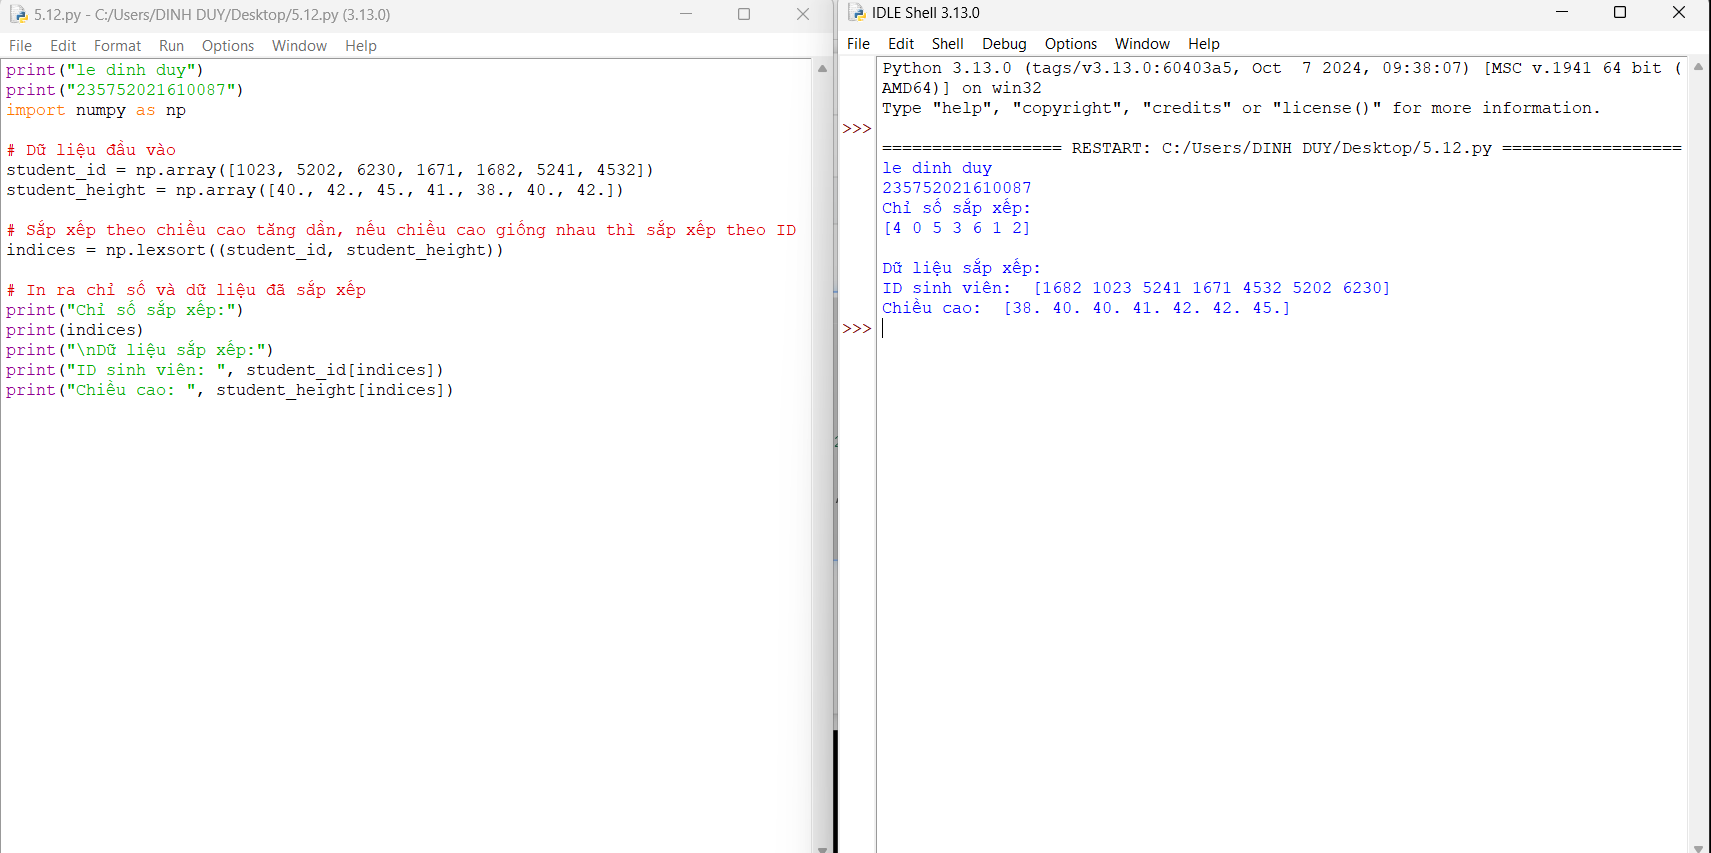 5.12.py - C:/Users/DINH DUY/Desktop/5.12.py (3.13.0)
File Edit Format Run Options Window Help
print("le dinh duy")
print("235752021610087")
import numpy as np
# Dữ liệu đầu vào
student_id = np.array([1023, 5202, 6230, 1671, 1682, 5241, 4532])
student_height = np.array([40., 42., 45., 41., 38., 40., 42.])
# Sắp xếp theo chiều cao tăng dần, nếu chiều cao giống nhau thì sắp xếp theo ID
indices = np.lexsort((student_id, student_height))
# In ra chỉ số và dữ liệu đã sắp xếp
print("Chỉ số sắp xếp:")
print(indices)
print("\nDữ liệu sắp xếp:")
print("ID sinh viên: ", student_id[indices])
print("Chiều cao: ", student_height[indices])
IDLE Shell 3.13.0
File Edit Shell Debug Options Window Help
Python 3.13.0 (tags/v3.13.0:60403a5, Oct  7 2024, 09:38:07) [MSC v.1941 64 bit (
AMD64)] on win32
Type "help", "copyright", "credits" or "license()" for more information.
>>>
================== RESTART: C:/Users/DINH DUY/Desktop/5.12.py ==================
le dinh duy
235752021610087
Chỉ số sắp xếp:
[4 0 5 3 6 1 2]
Dữ liệu sắp xếp:
ID sinh viên:  [1682 1023 5241 1671 4532 5202 6230]
Chiều cao:  [38. 40. 40. 41. 42. 42. 45.]
>>>